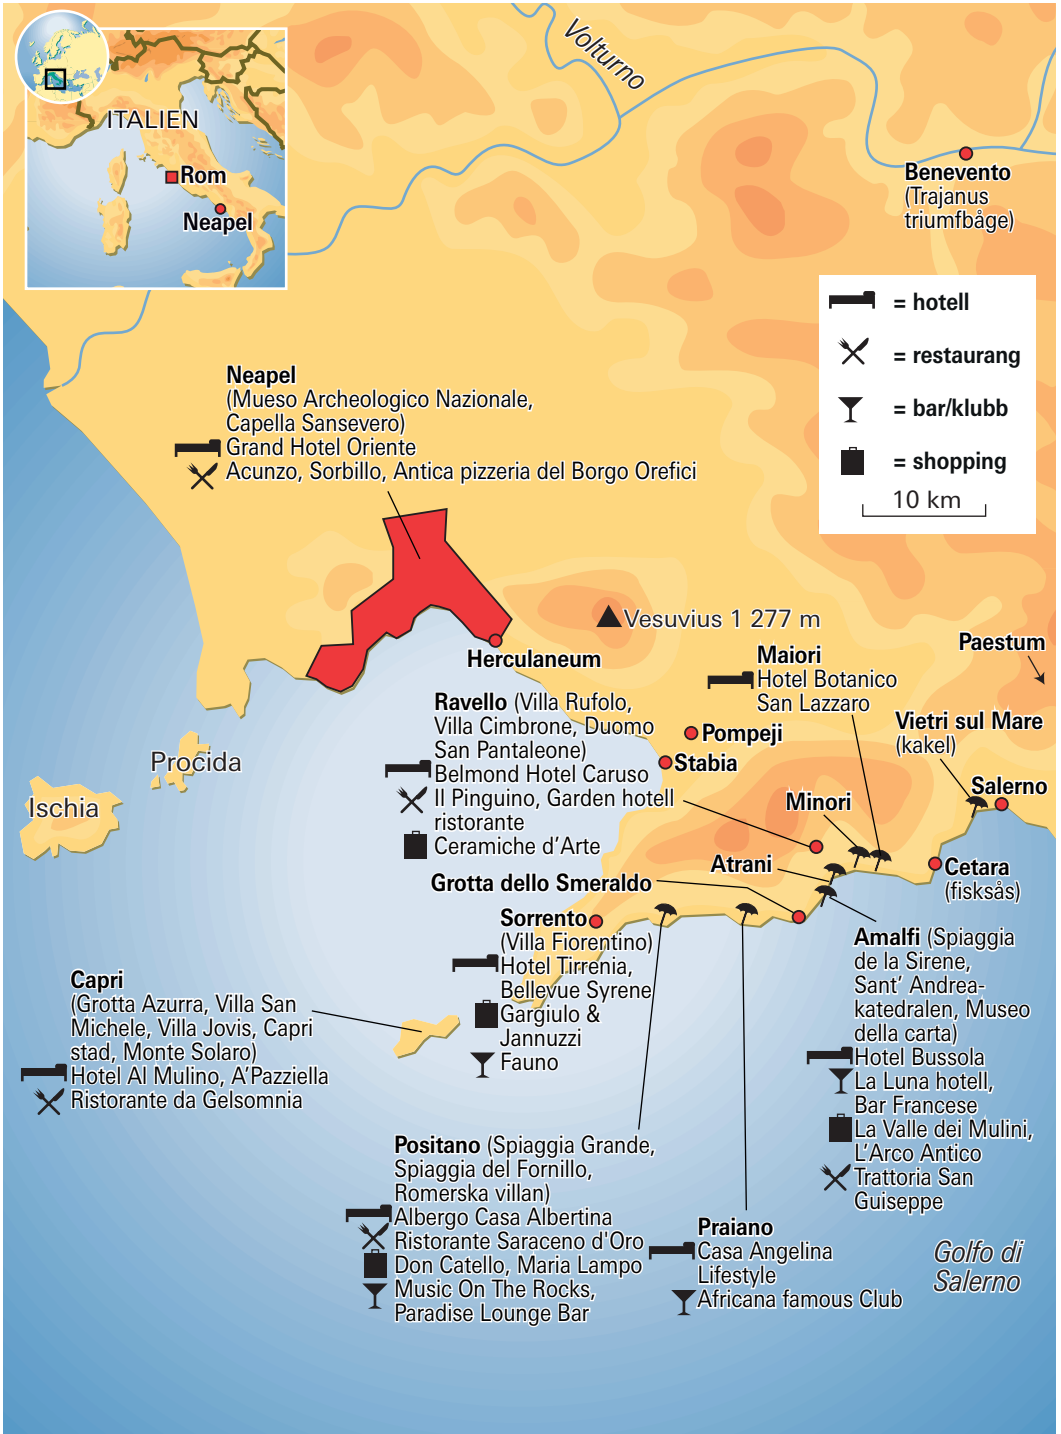 Volturno
ITALIEN
Rom
Neapel
Benevento
(Trajanus
triumfbåge)
= hotell
= restaurang
= bar/klubb
= shopping
10 km
Neapel
(Mueso Archeologico Nazionale,
Capella Sansevero)
Grand Hotel Oriente
Acunzo, Sorbillo, Antica pizzeria del Borgo Orefici
Vesuvius 1 277 m
Herculaneum
Paestum
Maiori
Hotel Botanico
San Lazzaro
Ravello (Villa Rufolo,
Villa Cimbrone, Duomo
San Pantaleone)
Belmond Hotel Caruso
Il Pinguino, Garden hotell
ristorante
Ceramiche d’Arte
Pompeji
Stabia
Vietri sul Mare
(kakel)
Salerno
Procida
Ischia
Minori
Atrani
Cetara
(fisksås)
Grotta dello Smeraldo
Sorrento
(Villa Fiorentino)
Hotel Tirrenia,
Bellevue Syrene
Gargiulo &
Jannuzzi
Fauno
Amalfi (Spiaggia
de la Sirene,
Sant’ Andrea-
katedralen, Museo
della carta)
Hotel Bussola
La Luna hotell,
Bar Francese
La Valle dei Mulini,
L’Arco Antico
Trattoria San
Guiseppe
Capri
(Grotta Azurra, Villa San
Michele, Villa Jovis, Capri
stad, Monte Solaro)
Hotel Al Mulino, A’Pazziella
Ristorante da Gelsomnia
Positano (Spiaggia Grande,
Spiaggia del Fornillo,
Romerska villan)
Albergo Casa Albertina
Ristorante Saraceno d'Oro
Don Catello, Maria Lampo
Music On The Rocks,
Paradise Lounge Bar
Praiano
Casa Angelina
Lifestyle
Africana famous Club
Golfo di
Salerno